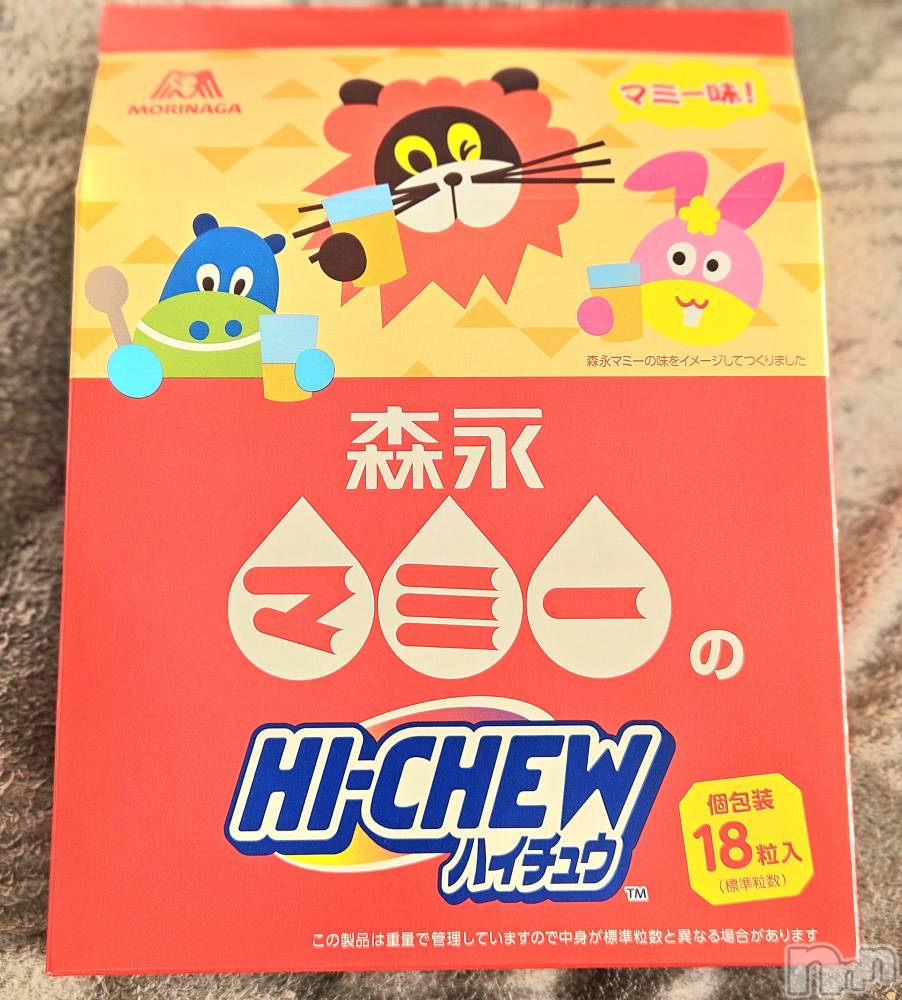 MORINAGA
マミー味!
森永マミーの味をイメージしてつくりました
森永
マミーの
HI-CHEW
ハイチュウ
TM
個包装
18粒入
(標準粒数)
この製品は重量で管理していますので中身が標準粒数と異なる場合があります